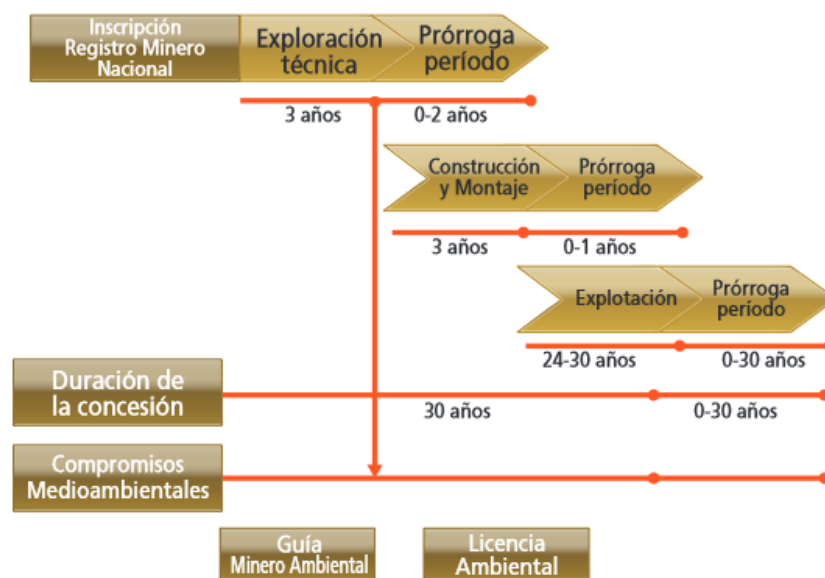 Inscripción
Registro Minero
Nacional
Exploración
técnica
Prórroga
período
3 años
0-2 años
Construcción
y Montaje
Prórroga
período
3 años
0-1 años
Explotación
Prórroga
período
24-30 años
0-30 años
Duración de
la concesión
30 años
0-30 años
Compromisos
Medioambientales
Guía
Minero Ambiental
Licencia
Ambiental